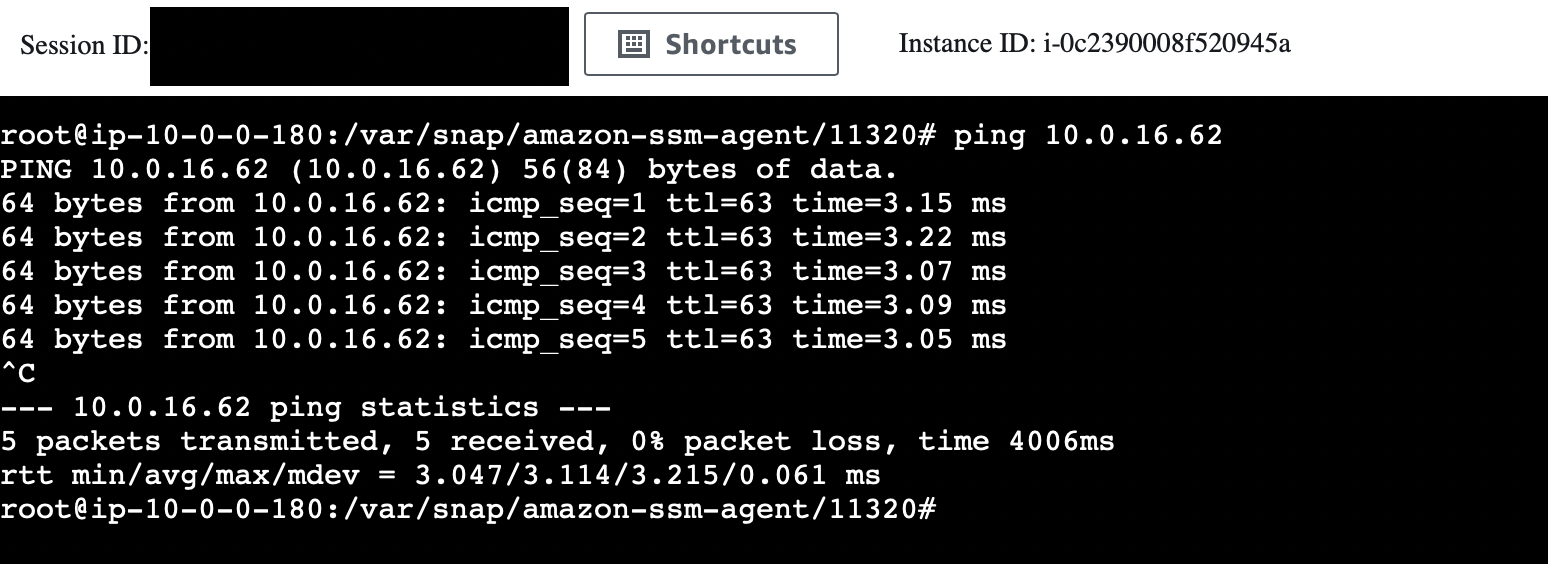 Session ID: Shortcuts Instance ID: i-0c2390008f520945a
root@ip-10-0-0-180:/var/snap/amazon-ssm-agent/11320# ping 10.0.16.62
PING 10.0.16.62 (10.0.16.62) 56(84) bytes of data.
64 bytes from 10.0.16.62: icmp_seq=1 ttl=63 time=3.15 ms
64 bytes from 10.0.16.62: icmp_seq=2 ttl=63 time=3.22 ms
64 bytes from 10.0.16.62: icmp_seq=3 ttl=63 time=3.07 ms
64 bytes from 10.0.16.62: icmp_seq=4 ttl=63 time=3.09 ms
64 bytes from 10.0.16.62: icmp_seq=5 ttl=63 time=3.05 ms
^C
--- 10.0.16.62 ping statistics ---
5 packets transmitted, 5 received, 0% packet loss, time 4006ms
rtt min/avg/max/mdev = 3.047/3.114/3.215/0.061 ms
root@ip-10-0-0-180:/var/snap/amazon-ssm-agent/11320#